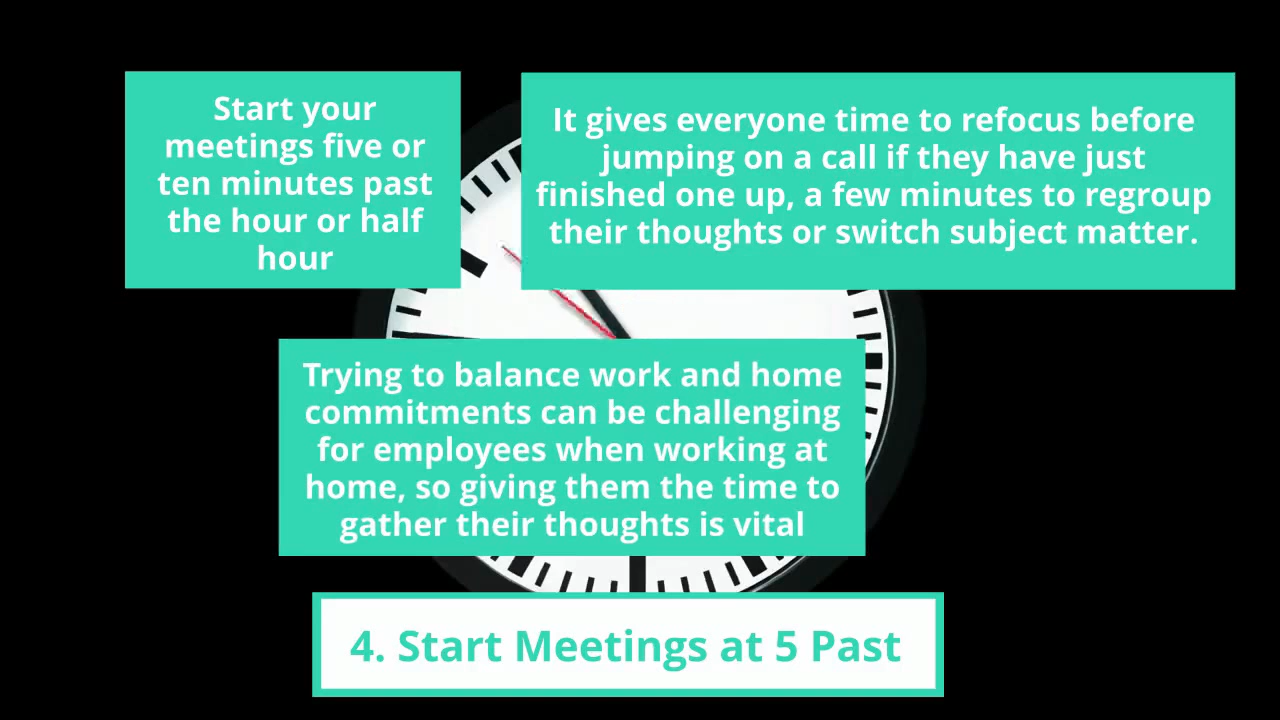 Start your
meetings five or
ten minutes past
the hour or half
hour
It gives everyone time to refocus before
jumping on a call if they have just
finished one up, a few minutes to regroup
their thoughts or switch subject matter.
Trying to balance work and home
commitments can be challenging
for employees when working at
home, so giving them the time to
gather their thoughts is vital
4. Start Meetings at 5 Past